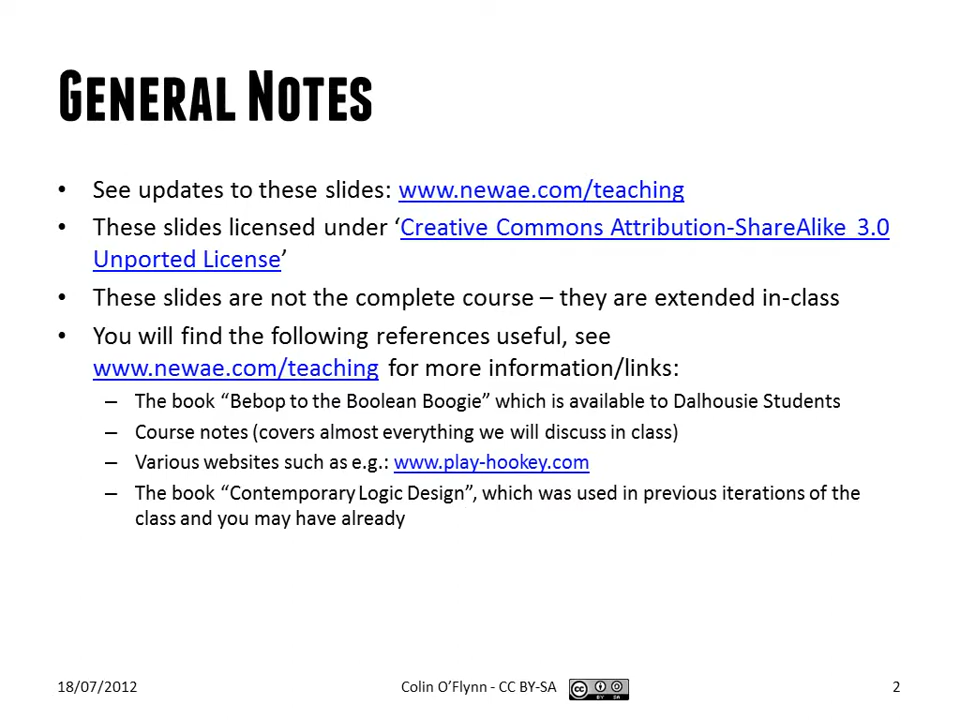 GENERAL NOTES
• See updates to these slides: www.newae.com/teaching
• These slides licensed under ‘Creative Commons Attribution-ShareAlike 3.0
Unported License’
• These slides are not the complete course – they are extended in-class
• You will find the following references useful, see
www.newae.com/teaching for more information/links:
– The book “Bebop to the Boolean Boogie” which is available to Dalhousie Students
– Course notes (covers almost everything we will discuss in class)
– Various websites such as e.g.: www.play-hookey.com
– The book “Contemporary Logic Design”, which was used in previous iterations of the
class and you may have already
18/07/2012 Colin O’Flynn - CC BY-SA cc BY SA 2